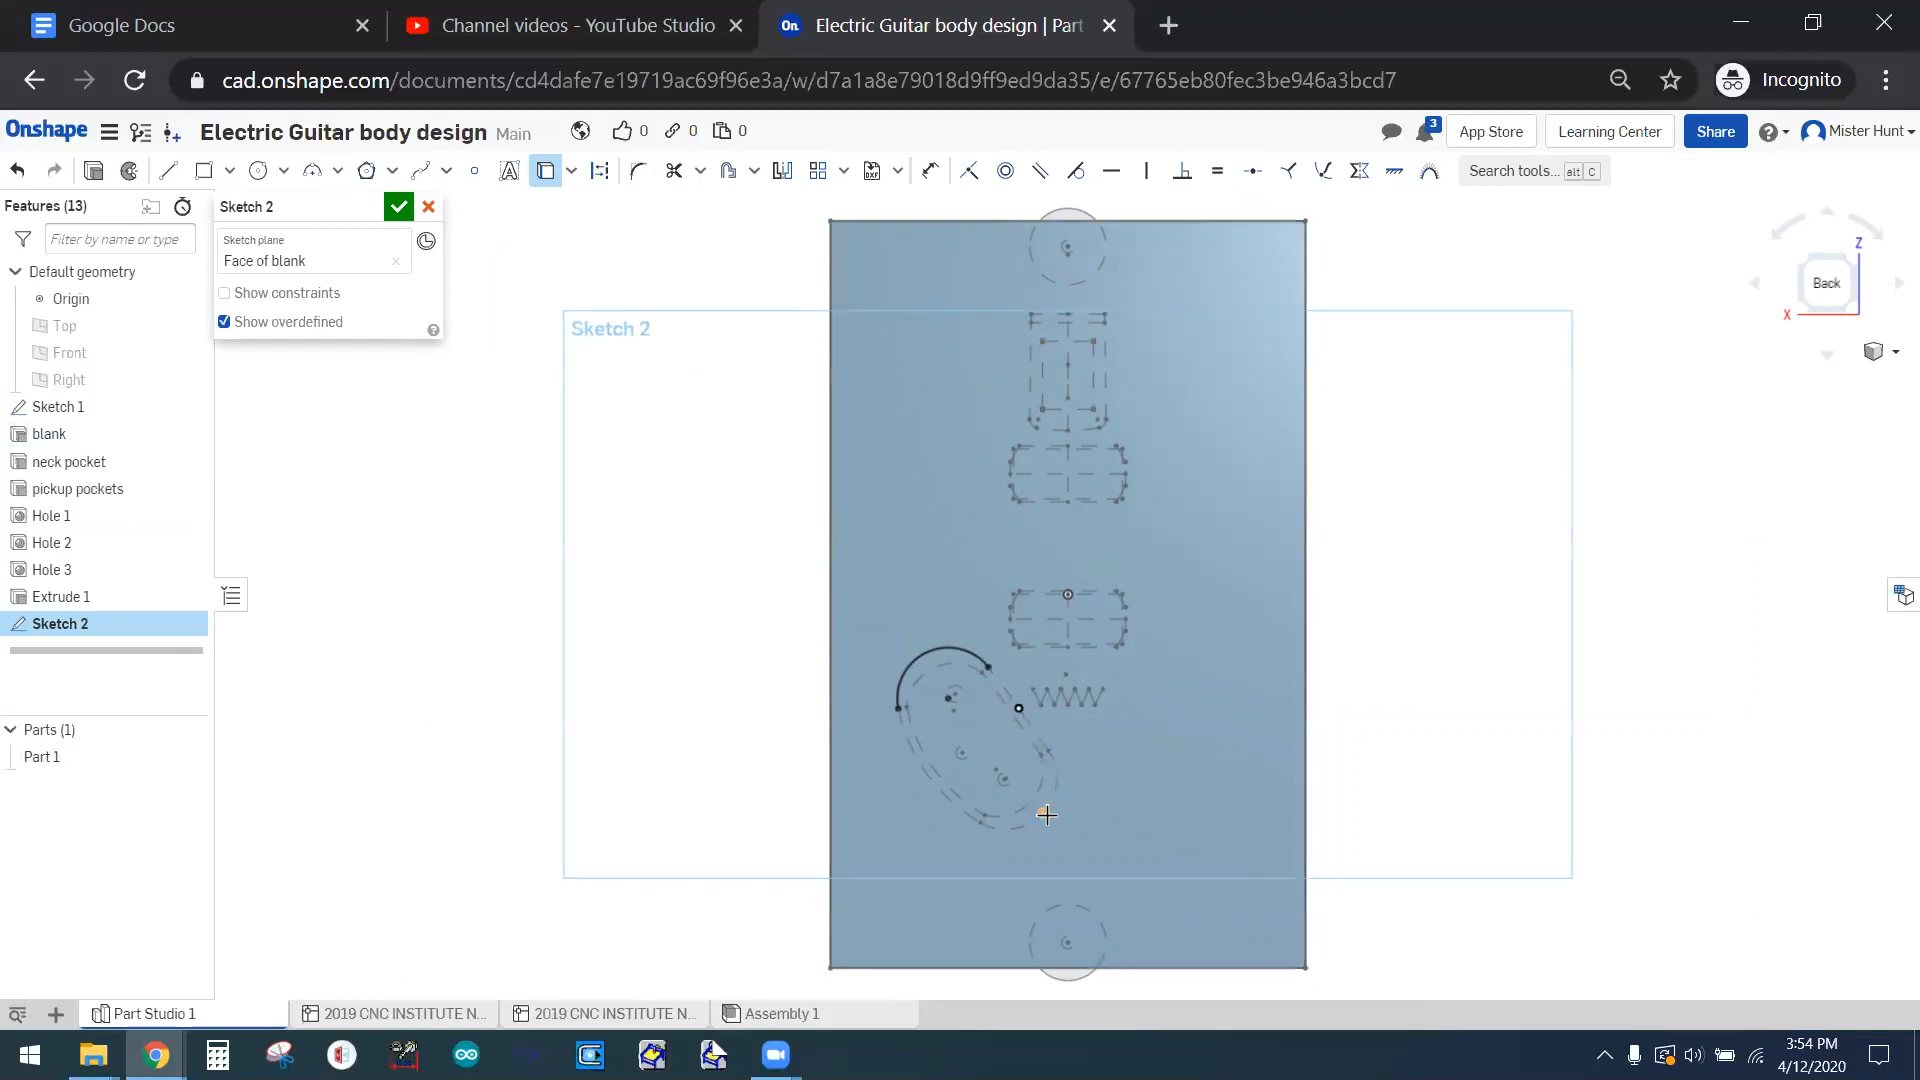 Google Docs
Channel videos - YouTube Studio
On.
Electric Guitar body design | Part
cad.onshape.com/documents/cd4dafe7e19719ac69f96e3a/w/d7a1a8e79018d9ff9ed9da35/e/67765eb80fec3be946a3bcd7
Incognito
Onshape
Electric Guitar body design Main
0
0
0
3
App Store
Learning Center
Share
Mister Hunt
Search tools... alt C
Features (13)
Filter by name or type
Default geometry
Origin
Top
Front
Right
Sketch 1
blank
neck pocket
pickup pockets
Hole 1
Hole 2
Hole 3
Extrude 1
Sketch 2
Parts (1)
Part 1
Sketch 2
Sketch plane
Face of blank
Show constraints
Show overdefined
Sketch 2
Z
Back
X
Part Studio 1
2019 CNC INSTITUTE N...
2019 CNC INSTITUTE N...
Assembly 1
3:54 PM
4/12/2020